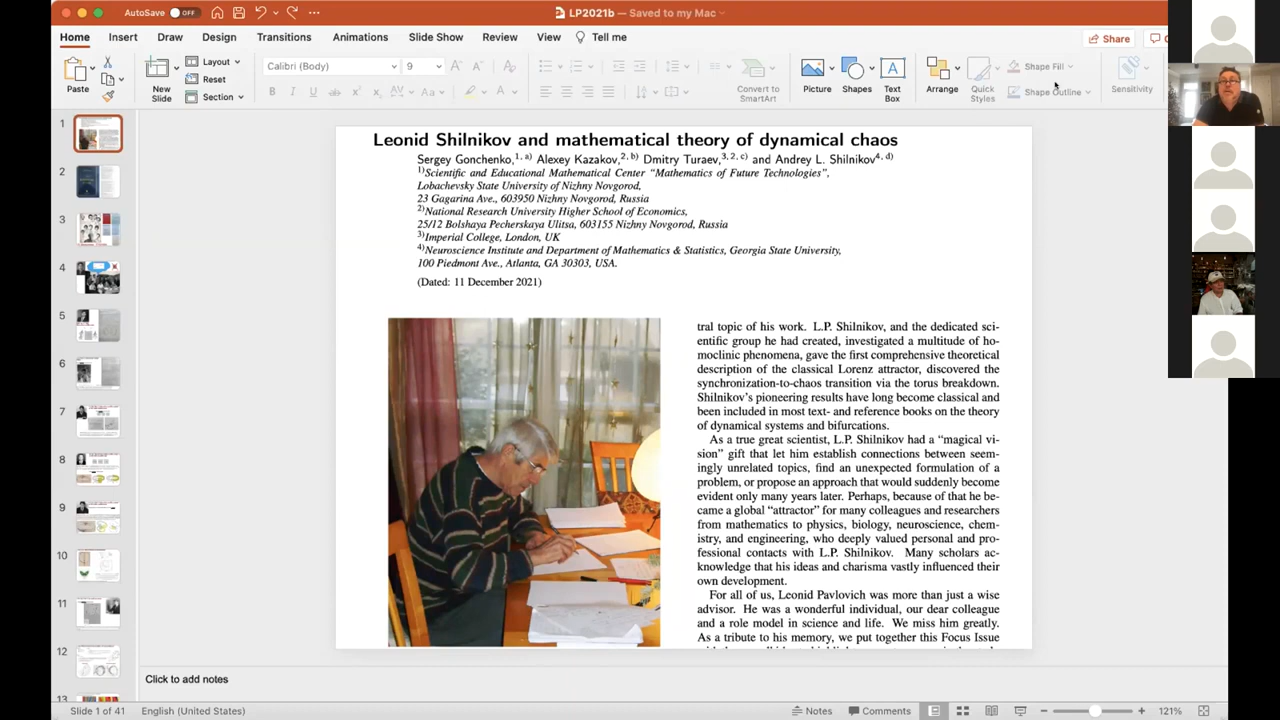 AutoSave OFF
LP2021b — Saved to my Mac
Home Insert Draw Design Transitions Animations Slide Show Review View Tell me
Share
Paste
New Slide
Layout
Reset
Section
Calibri (Body) 9
Convert to SmartArt
Picture
Shapes
Text Box
Arrange
Quick Styles
Shape Fill
Shape Outline
Sensitivity
1
2
3
4
5
6
7
8
9
10
11
12
13
Leonid Shilnikov and mathematical theory of dynamical chaos
Sergey Gonchenko,1, a) Alexey Kazakov,2, b) Dmitry Turaev,3, 2, c) and Andrey L. Shilnikov4, d)
1)Scientific and Educational Mathematical Center “Mathematics of Future Technologies”,
Lobachevsky State University of Nizhny Novgorod,
23 Gagarina Ave., 603950 Nizhny Novgorod, Russia
2)National Research University Higher School of Economics,
25/12 Bolshaya Pecherskaya Ulitsa, 603155 Nizhny Novgorod, Russia
3)Imperial College, London, UK
4)Neuroscience Institute and Department of Mathematics & Statistics, Georgia State University,
100 Piedmont Ave., Atlanta, GA 30303, USA.
(Dated: 11 December 2021)
tral topic of his work. L.P. Shilnikov, and the dedicated sci-
entific group he had created, investigated a multitude of ho-
moclinic phenomena, gave the first comprehensive theoretical
description of the classical Lorenz attractor, discovered the
synchronization-to-chaos transition via the torus breakdown.
Shilnikov’s pioneering results have long become classical and
been included in most text- and reference books on the theory
of dynamical systems and bifurcations.
As a true great scientist, L.P. Shilnikov had a “magical vi-
sion” gift that let him establish connections between seem-
ingly unrelated topics, find an unexpected formulation of a
problem, or propose an approach that would suddenly become
evident only many years later. Perhaps, because of that he be-
came a global “attractor” for many colleagues and researchers
from mathematics to physics, biology, neuroscience, chem-
istry, and engineering, who deeply valued personal and pro-
fessional contacts with L.P. Shilnikov. Many scholars ac-
knowledge that his ideas and charisma vastly influenced their
own development.
For all of us, Leonid Pavlovich was more than just a wise
advisor. He was a wonderful individual, our dear colleague
and a role model in science and life. We miss him greatly.
As a tribute to his memory, we put together this Focus Issue
Click to add notes
Slide 1 of 41 English (United States)
Notes Comments 121%